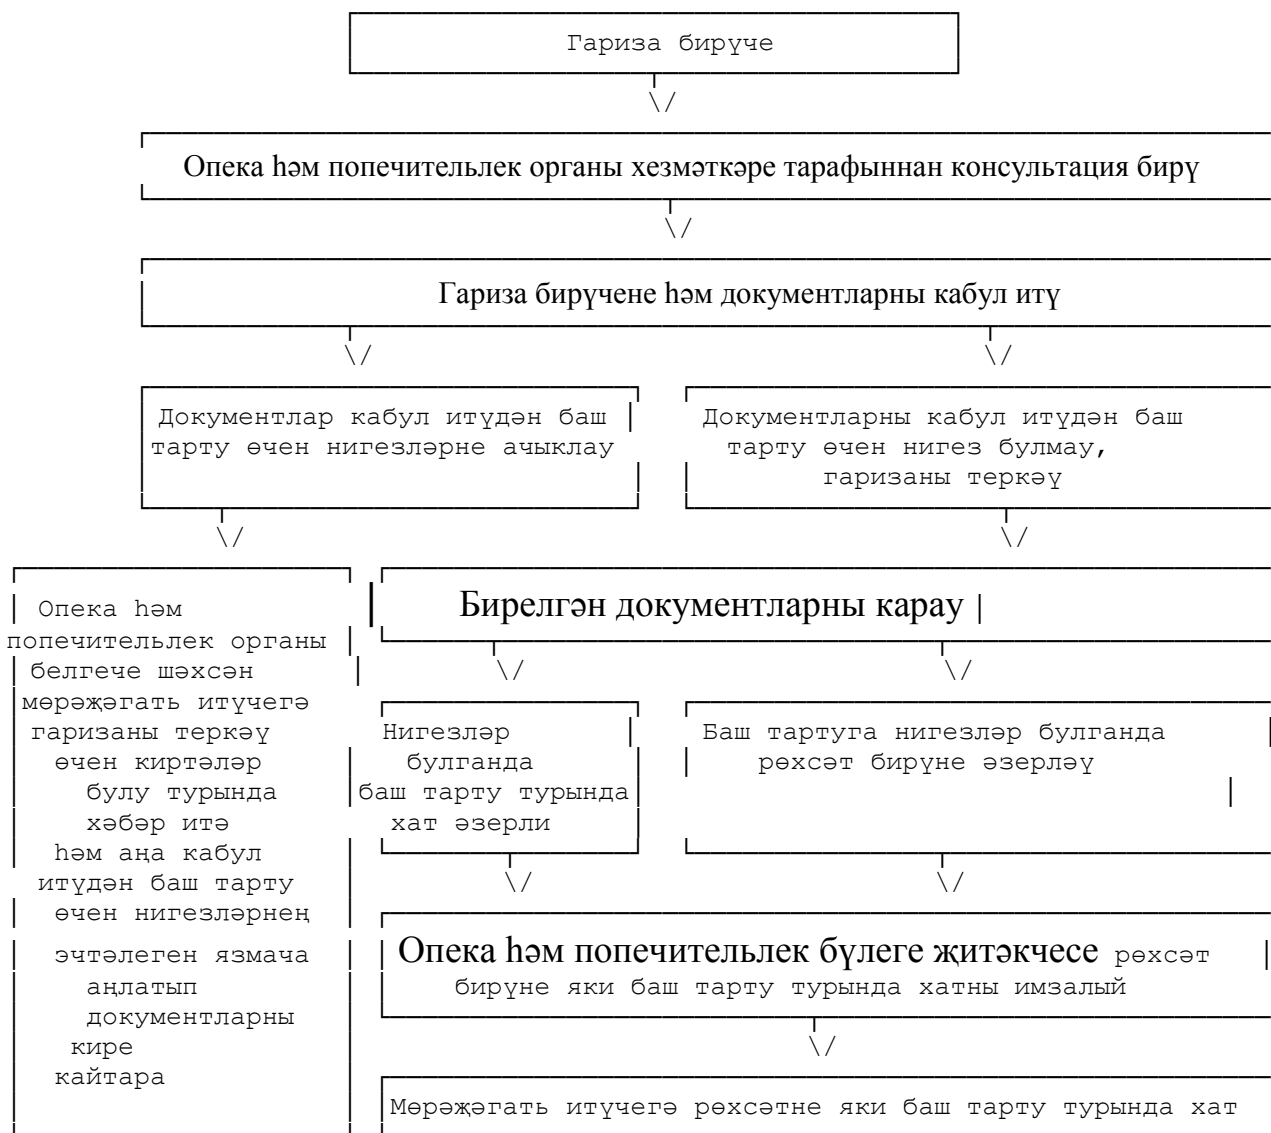 Гариза бирүче
Опека һәм попечительлек органы хезмәткәре тарафыннан консультация бирү
Гариза бирүчене һәм документларны кабул итү
Документлар кабул итүдән баш
тарту өчен нигезләрне ачыклау
Документларны кабул итүдән баш
тарту өчен нигез булмау,
гаризаны теркәү
Опека һәм
попечительлек органы
белгече шәхсән
мөрәҗәгать итүчегә
гаризаны теркәү
өчен киртәләр
булу турында
хәбәр итә
һәм аңа кабул
итүдән баш тарту
өчен нигезләрнең
эчтәлеген язмача
аңлатып
документларны
кире
кайтара
Бирелгән документларны карау
Нигезләр
булганда
баш тарту турында
хат әзерли
Баш тартуга нигезләр булганда
рөхсәт бирүне әзерләү
Опека һәм попечительлек бүлеге җитәкчесе рөхсәт
бирүне яки баш тарту турында хатны имзалый
Мөрәҗәгать итүчегә рөхсәтне яки баш тарту турында хат